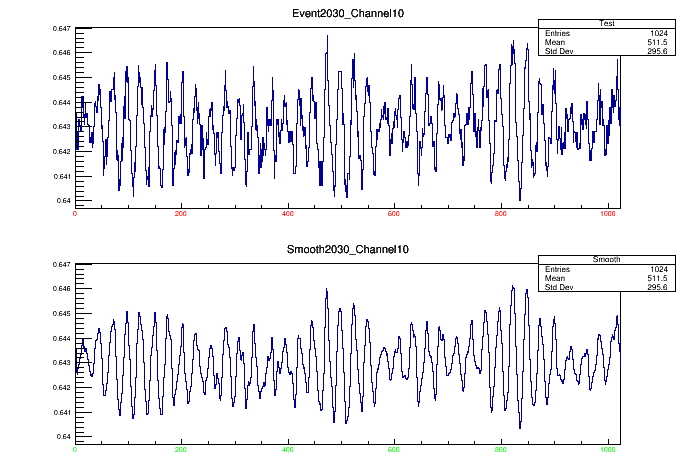 Event2030_Channel10
Test
Entries 1024
Mean 511.5
Std Dev 295.6
0.647
0.646
0.645
0.644
0.643
0.642
0.641
0.64
0 200 400 600 800 1000
Smooth2030_Channel10
Smooth
Entries 1024
Mean 511.5
Std Dev 295.6
0.647
0.646
0.645
0.644
0.643
0.642
0.641
0.64
0 200 400 600 800 1000